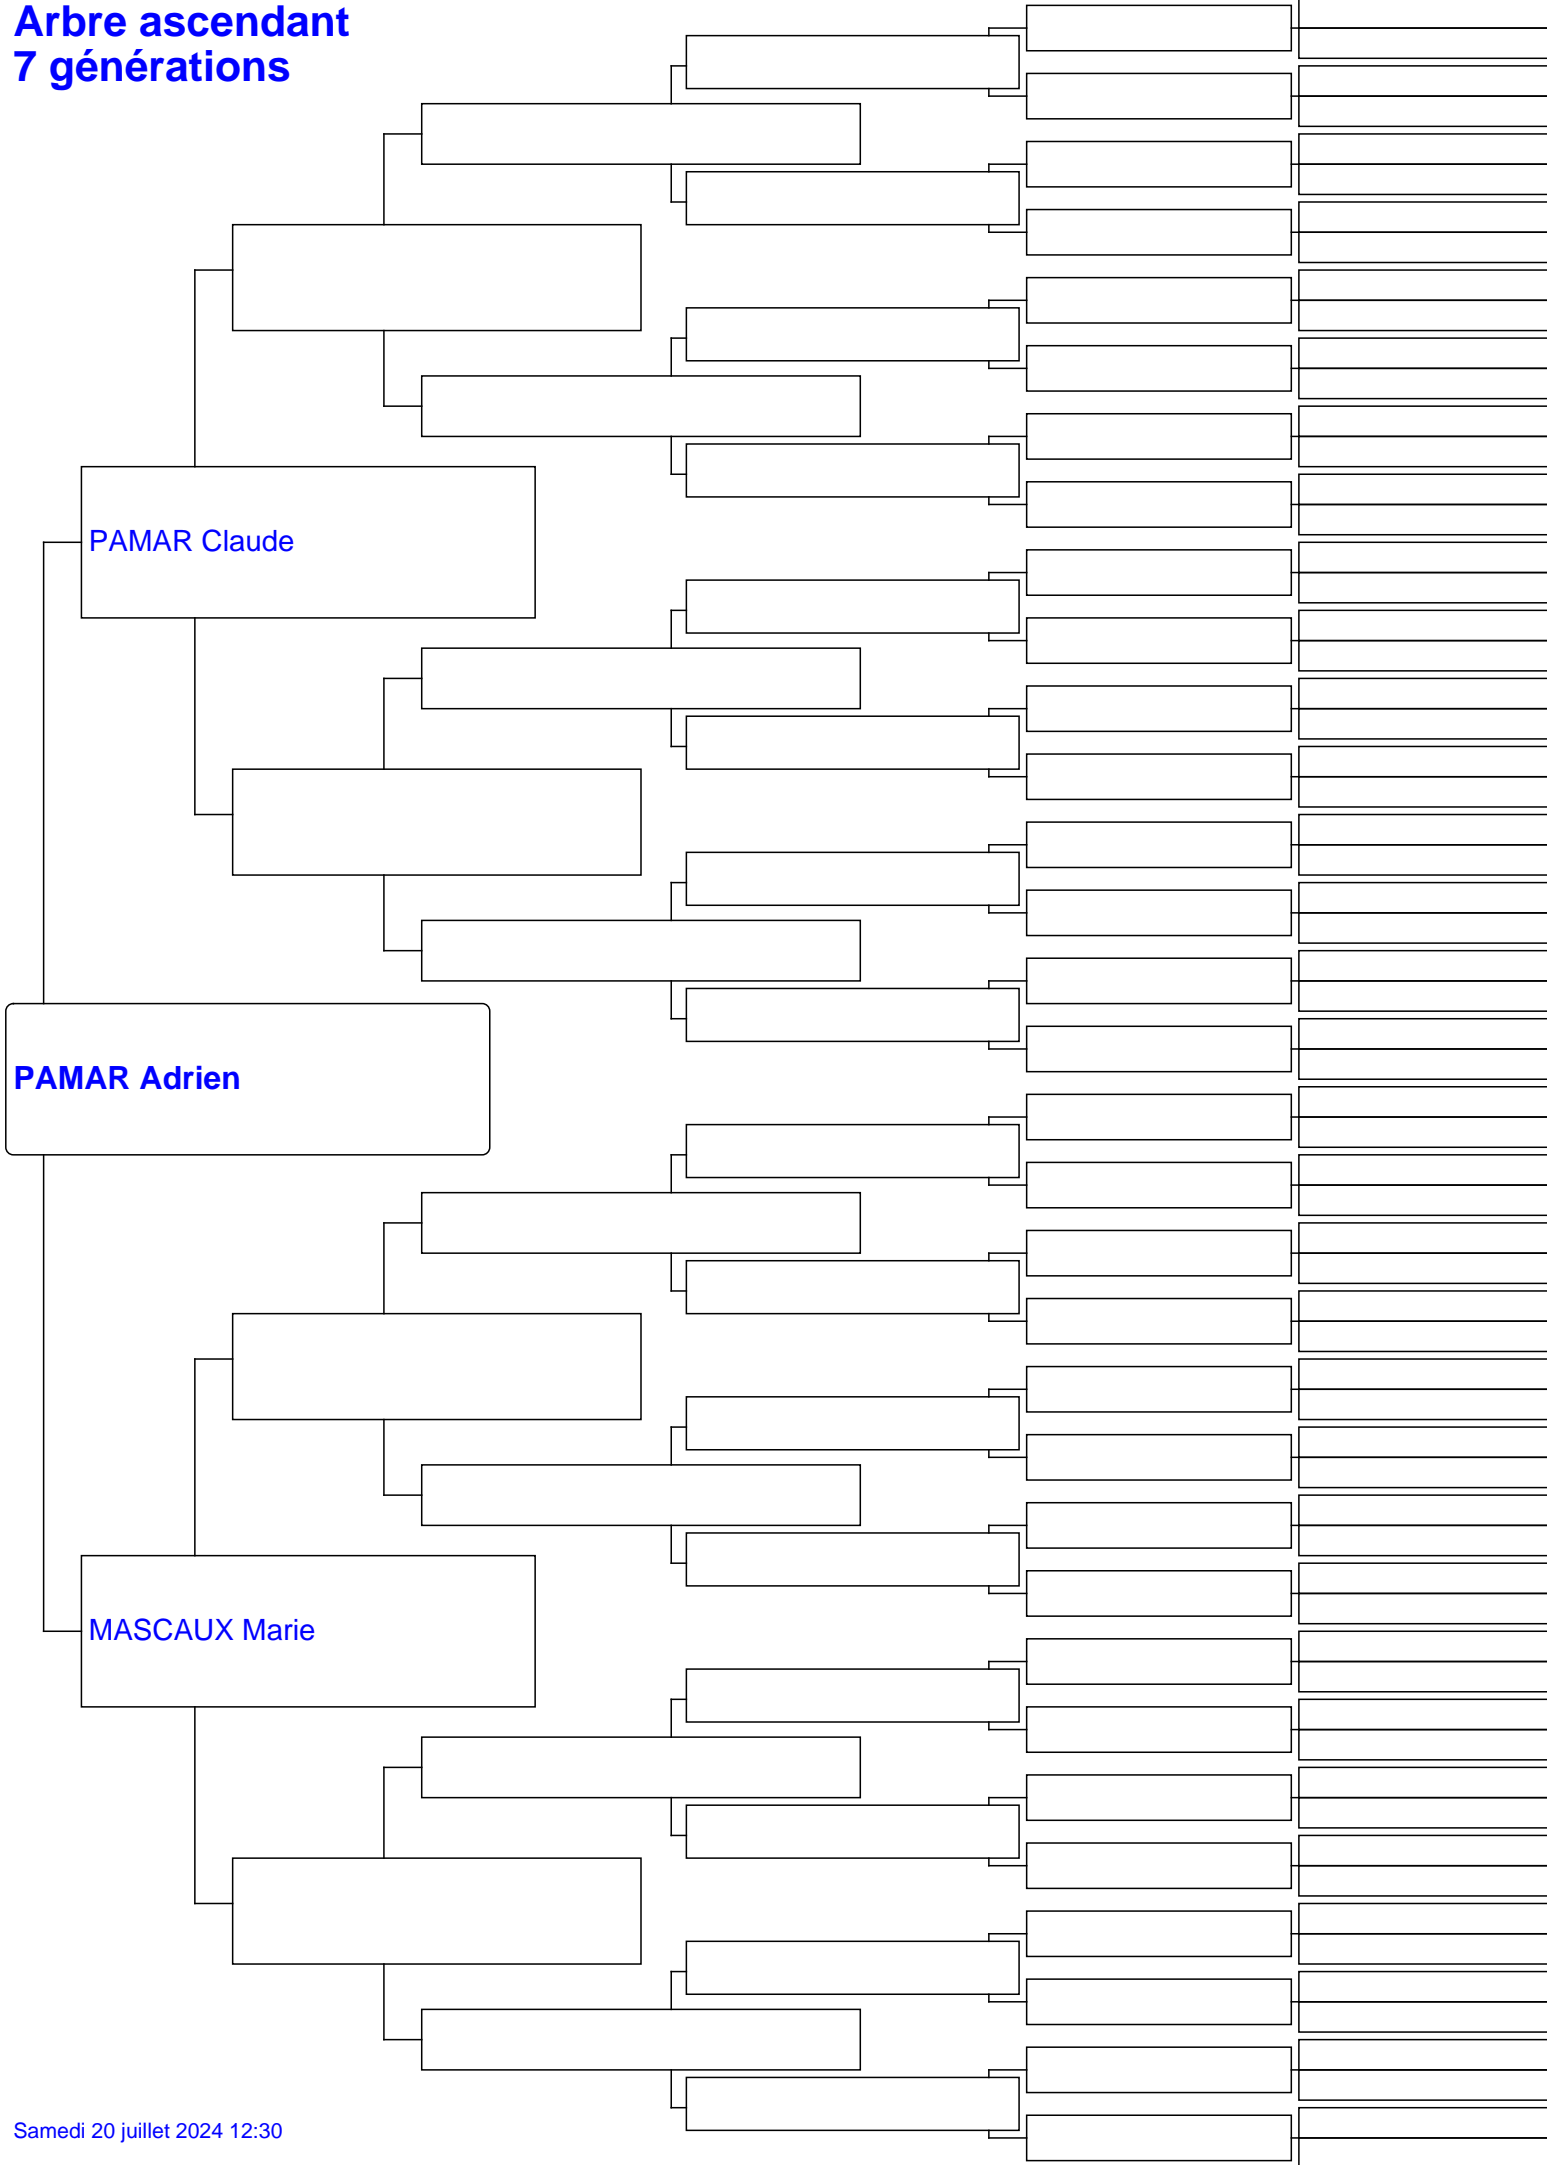 Arbre ascendant
7 générations
PAMAR Claude
PAMAR Adrien
MASCAUX Marie
Samedi 20 juillet 2024 12:30